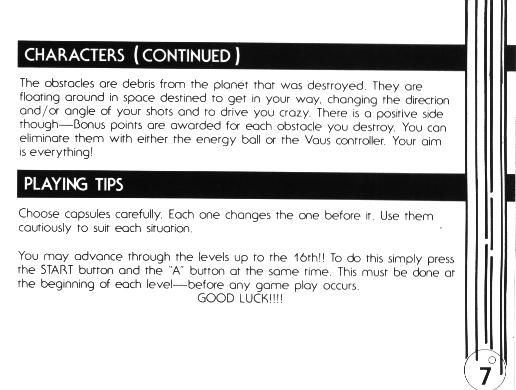 CHARACTERS (CONTINUED)
The obstacles are debris from the planet that was destroyed. They are
floating around in space destined to get in your way, changing the direction
and/or angle of your shots and to drive you crazy. There is a positive side
though—Bonus points are awarded for each obstacle you destroy. You can
eliminate them with either the energy ball or the Vaus controller. Your aim
is everything!
PLAYING TIPS
Choose capsules carefully. Each one changes the one before it. Use them
cautiously to suit each situation.
You may advance through the levels up to the 16th!! To do this simply press
the START button and the "A" button at the same time. This must be done at
the beginning of each level—before any game play occurs.
GOOD LUCK!!!!
7